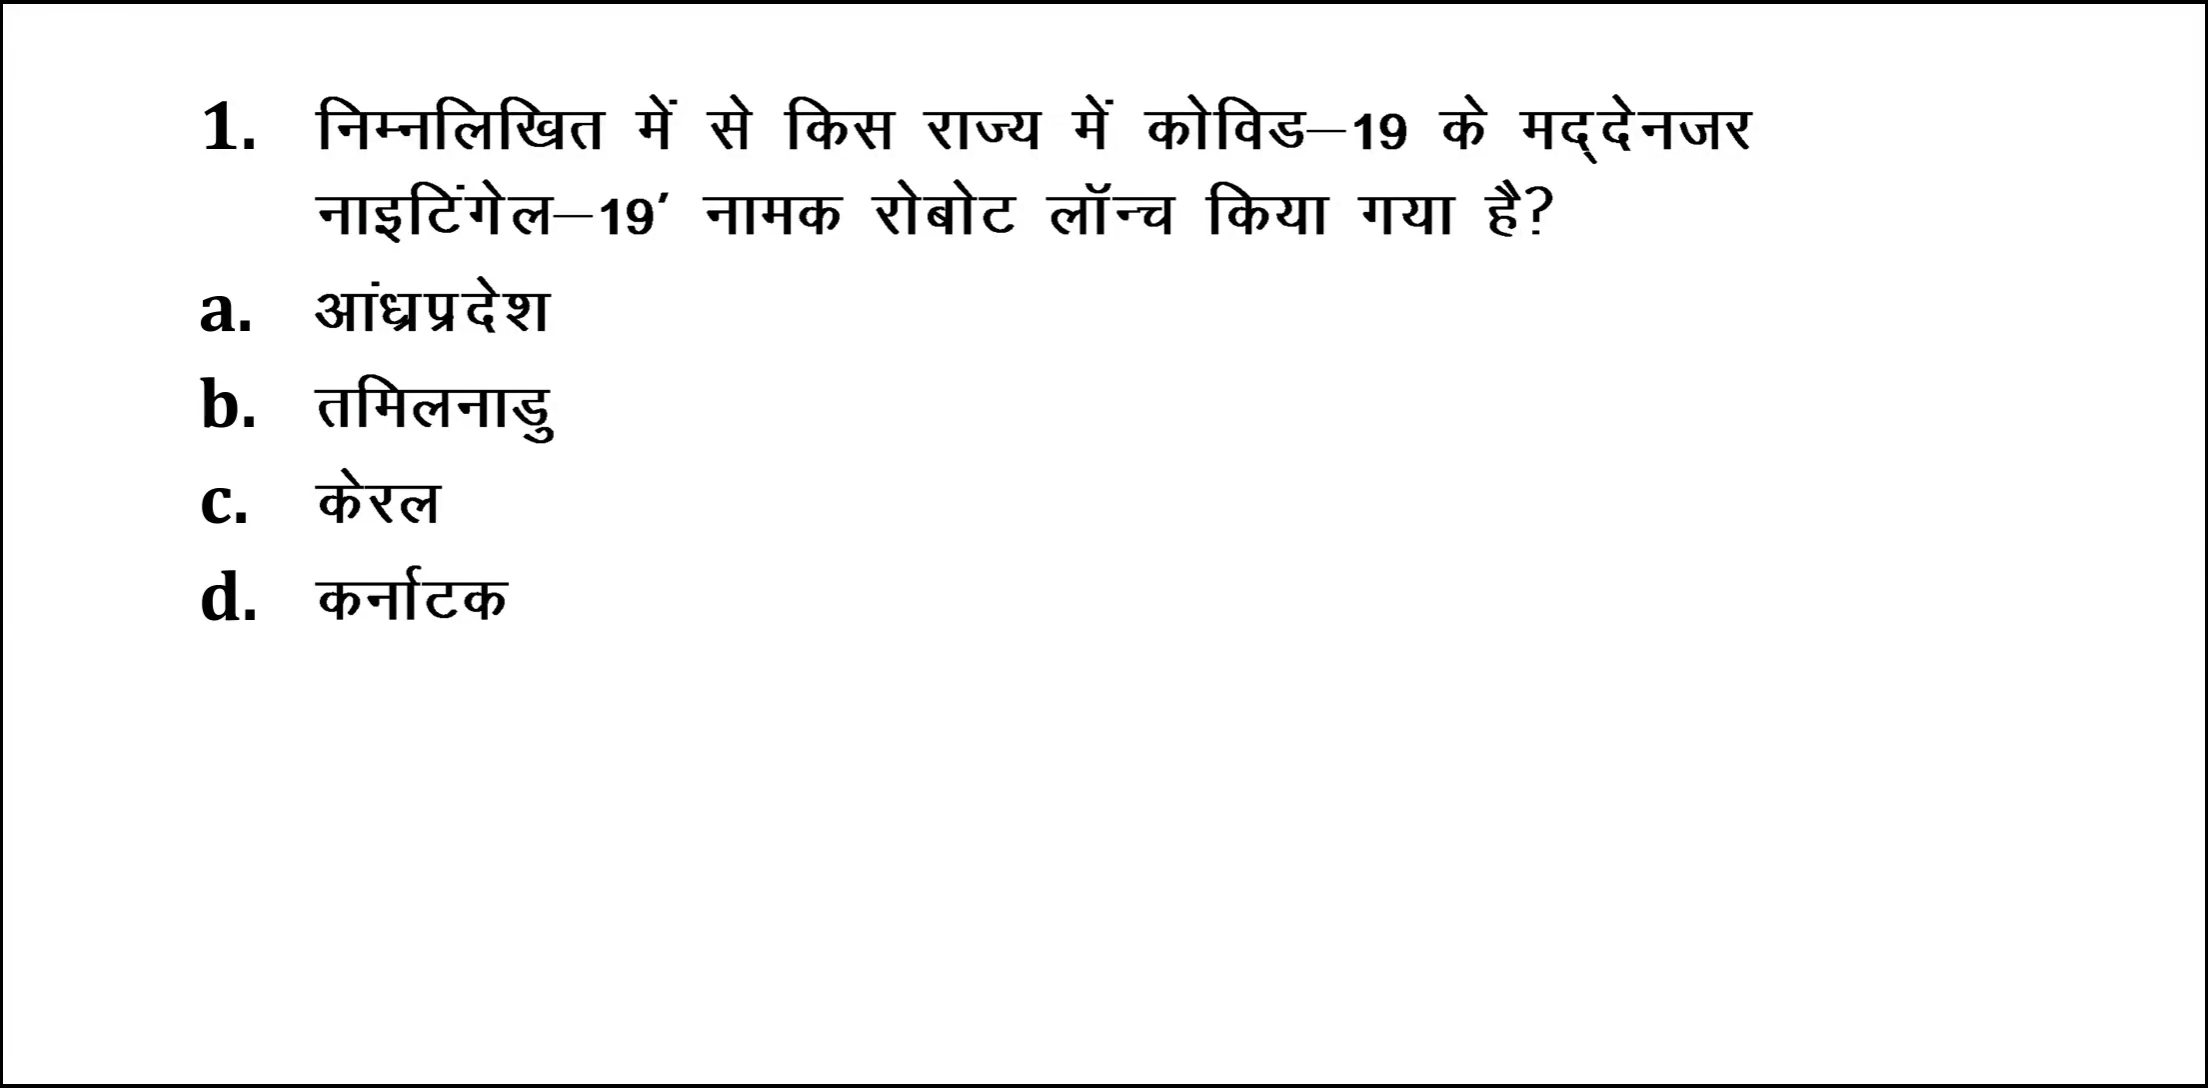 1. निम्नलिखित में से किस राज्य में कोविड–19 के मद्देनजर
नाइटिंगेल–19’ नामक रोबोट लॉन्च किया गया है?
a. आंध्रप्रदेश
b. तमिलनाडु
c. केरल
d. कर्नाटक